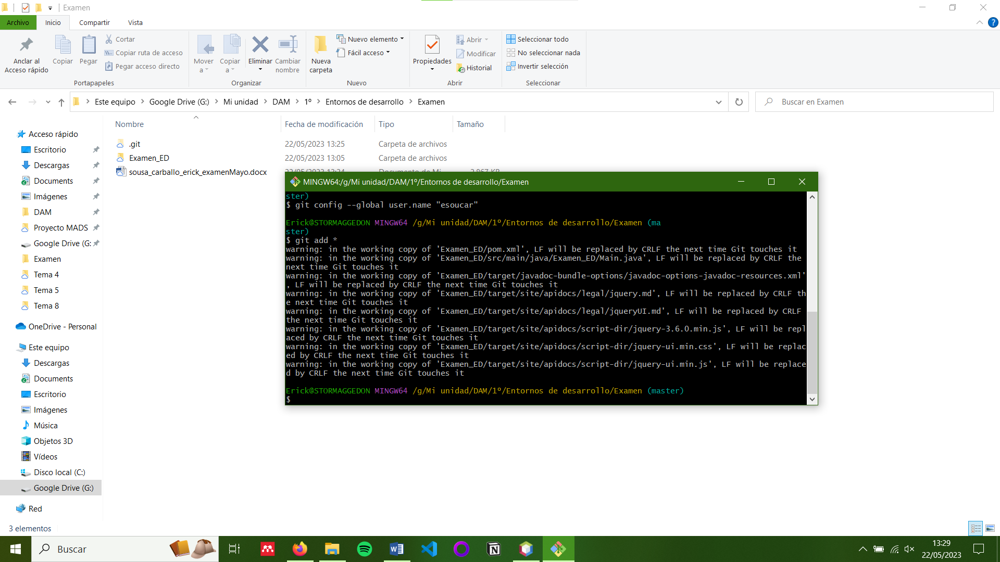 Examen
Archivo
Inicio
Compartir
Vista
Anclar al
Acceso rápido
Copiar
Pegar
Cortar
Copiar ruta de acceso
Pegar acceso directo
Portapapeles
Mover
a
Copiar
a
Eliminar
Cambiar
nombre
Organizar
Nueva
carpeta
Nuevo elemento
Fácil acceso
Nuevo
Propiedades
Abrir
Modificar
Historial
Abrir
Seleccionar todo
No seleccionar nada
Invertir selección
Seleccionar
Este equipo > Google Drive (G:) > Mi unidad > DAM > 1º > Entornos de desarrollo > Examen
Buscar en Examen
Nombre Fecha de modificación Tipo Tamaño
.git 22/05/2023 13:25 Carpeta de archivos
Examen_ED 22/05/2023 13:05 Carpeta de archivos
sousa_carballo_erick_examenMayo.docx 22/05/2023 13:24 Documento de Mi... 2.867 KB
Acceso rápido
Escritorio
Descargas
Documents
Imágenes
DAM
Proyecto MADS
Google Drive (G:
Examen
Tema 4
Tema 5
Tema 8
OneDrive - Personal
Este equipo
Descargas
Documents
Escritorio
Imágenes
Música
Objetos 3D
Vídeos
Disco local (C:)
Google Drive (G:)
Red
3 elementos
MINGW64:/g/Mi unidad/DAM/1º/Entornos de desarrollo/Examen
ster)
$ git config --global user.name "esoucar"
Erick@STORMAGGEDON MINGW64 /g/Mi unidad/DAM/1º/Entornos de desarrollo/Examen (ma
ster)
$ git add *
warning: in the working copy of 'Examen_ED/pom.xml', LF will be replaced by CRLF the next time Git touches it
warning: in the working copy of 'Examen_ED/src/main/java/Examen_ED/Main.java', LF will be replaced by CRLF the
next time Git touches it
warning: in the working copy of 'Examen_ED/target/javadoc-bundle-options/javadoc-options-javadoc-resources.xml'
, LF will be replaced by CRLF the next time Git touches it
warning: in the working copy of 'Examen_ED/target/site/apidocs/legal/jquery.md', LF will be replaced by CRLF th
e next time Git touches it
warning: in the working copy of 'Examen_ED/target/site/apidocs/legal/jqueryUI.md', LF will be replaced by CRLF
the next time Git touches it
warning: in the working copy of 'Examen_ED/target/site/apidocs/script-dir/jquery-3.6.0.min.js', LF will be repl
aced by CRLF the next time Git touches it
warning: in the working copy of 'Examen_ED/target/site/apidocs/script-dir/jquery-ui.min.css', LF will be replac
ed by CRLF the next time Git touches it
warning: in the working copy of 'Examen_ED/target/site/apidocs/script-dir/jquery-ui.min.js', LF will be replace
d by CRLF the next time Git touches it
Erick@STORMAGGEDON MINGW64 /g/Mi unidad/DAM/1º/Entornos de desarrollo/Examen (master)
$
Buscar
13:29
22/05/2023